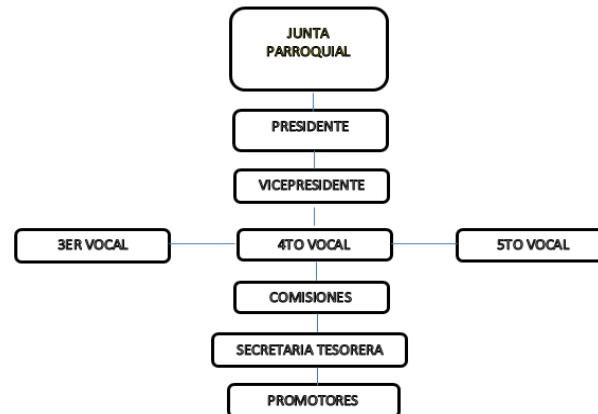 JUNTA
PARROQUIAL
PRESIDENTE
VICEPRESIDENTE
3ER VOCAL
4TO VOCAL
5TO VOCAL
COMISIONES
SECRETARIA TESORERA
PROMOTORES